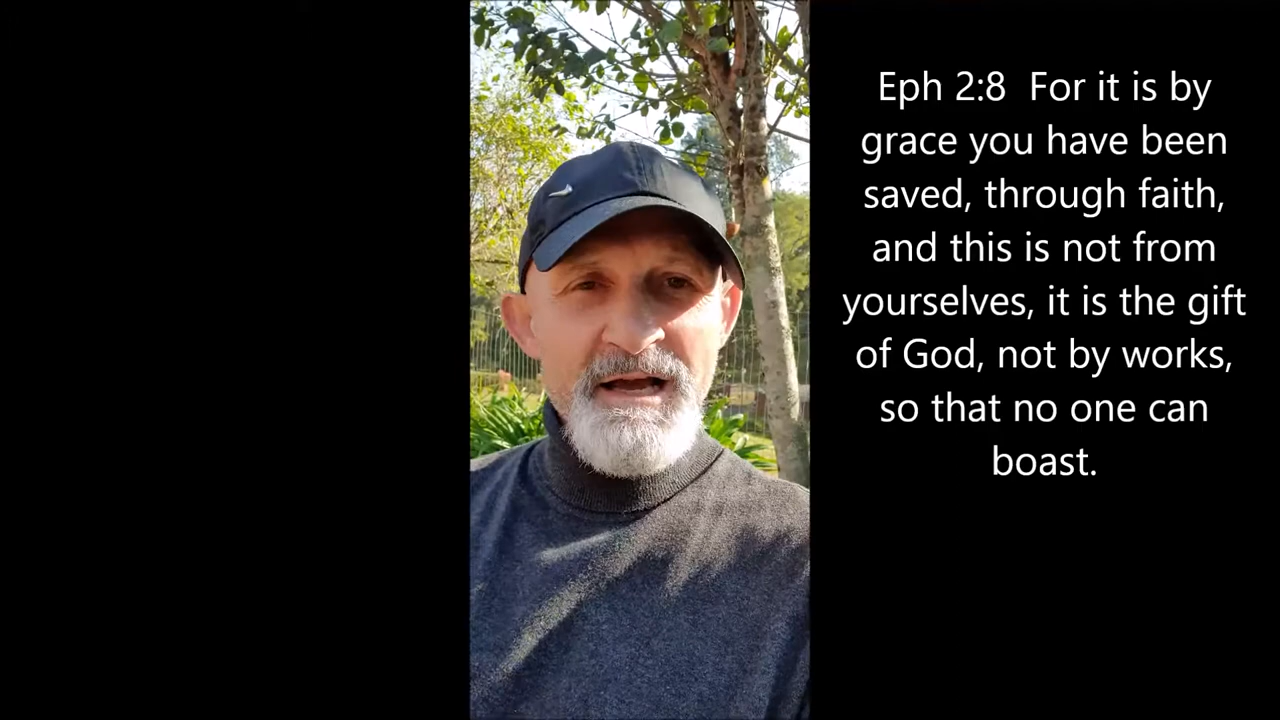 Eph 2:8  For it is by
grace you have been
saved, through faith,
and this is not from
yourselves, it is the gift
of God, not by works,
so that no one can
boast.